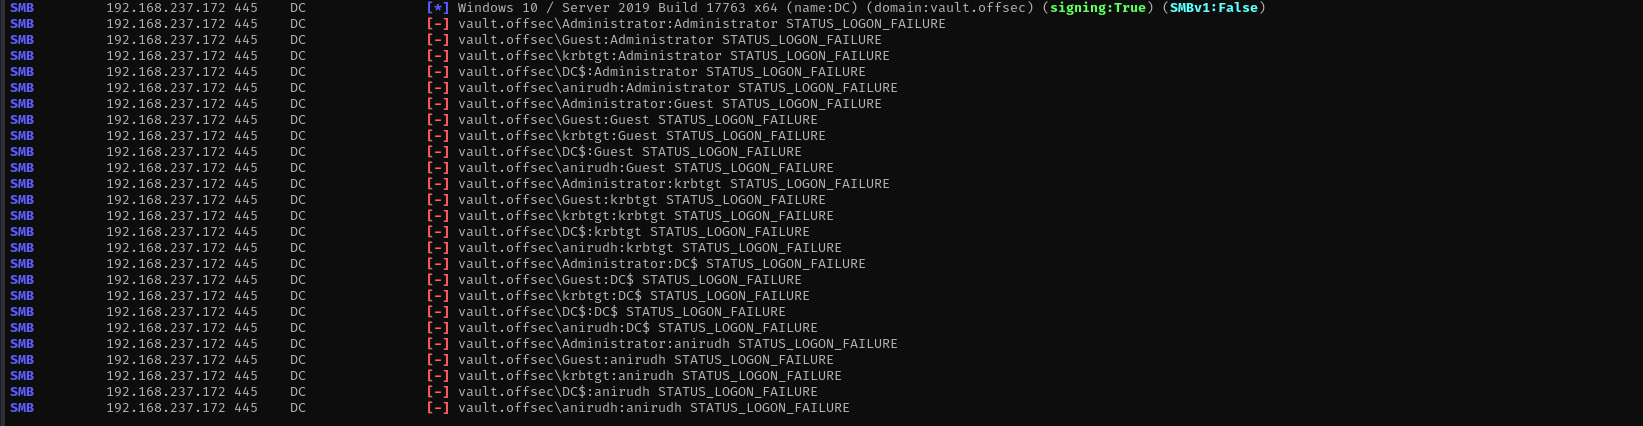 SMB 192.168.237.172 445 DC [*] Windows 10 / Server 2019 Build 17763 x64 (name:DC) (domain:vault.offsec) (signing:True) (SMBv1:False)
SMB 192.168.237.172 445 DC [-] vault.offsec\Administrator:Administrator STATUS_LOGON_FAILURE
SMB 192.168.237.172 445 DC [-] vault.offsec\Guest:Administrator STATUS_LOGON_FAILURE
SMB 192.168.237.172 445 DC [-] vault.offsec\krbtgt:Administrator STATUS_LOGON_FAILURE
SMB 192.168.237.172 445 DC [-] vault.offsec\DC$:Administrator STATUS_LOGON_FAILURE
SMB 192.168.237.172 445 DC [-] vault.offsec\anirudh:Administrator STATUS_LOGON_FAILURE
SMB 192.168.237.172 445 DC [-] vault.offsec\Administrator:Guest STATUS_LOGON_FAILURE
SMB 192.168.237.172 445 DC [-] vault.offsec\Guest:Guest STATUS_LOGON_FAILURE
SMB 192.168.237.172 445 DC [-] vault.offsec\krbtgt:Guest STATUS_LOGON_FAILURE
SMB 192.168.237.172 445 DC [-] vault.offsec\DC$:Guest STATUS_LOGON_FAILURE
SMB 192.168.237.172 445 DC [-] vault.offsec\anirudh:Guest STATUS_LOGON_FAILURE
SMB 192.168.237.172 445 DC [-] vault.offsec\Administrator:krbtgt STATUS_LOGON_FAILURE
SMB 192.168.237.172 445 DC [-] vault.offsec\Guest:krbtgt STATUS_LOGON_FAILURE
SMB 192.168.237.172 445 DC [-] vault.offsec\krbtgt:krbtgt STATUS_LOGON_FAILURE
SMB 192.168.237.172 445 DC [-] vault.offsec\DC$:krbtgt STATUS_LOGON_FAILURE
SMB 192.168.237.172 445 DC [-] vault.offsec\anirudh:krbtgt STATUS_LOGON_FAILURE
SMB 192.168.237.172 445 DC [-] vault.offsec\Administrator:DC$ STATUS_LOGON_FAILURE
SMB 192.168.237.172 445 DC [-] vault.offsec\Guest:DC$ STATUS_LOGON_FAILURE
SMB 192.168.237.172 445 DC [-] vault.offsec\krbtgt:DC$ STATUS_LOGON_FAILURE
SMB 192.168.237.172 445 DC [-] vault.offsec\DC$:DC$ STATUS_LOGON_FAILURE
SMB 192.168.237.172 445 DC [-] vault.offsec\anirudh:DC$ STATUS_LOGON_FAILURE
SMB 192.168.237.172 445 DC [-] vault.offsec\Administrator:anirudh STATUS_LOGON_FAILURE
SMB 192.168.237.172 445 DC [-] vault.offsec\Guest:anirudh STATUS_LOGON_FAILURE
SMB 192.168.237.172 445 DC [-] vault.offsec\krbtgt:anirudh STATUS_LOGON_FAILURE
SMB 192.168.237.172 445 DC [-] vault.offsec\DC$:anirudh STATUS_LOGON_FAILURE
SMB 192.168.237.172 445 DC [-] vault.offsec\anirudh:anirudh STATUS_LOGON_FAILURE